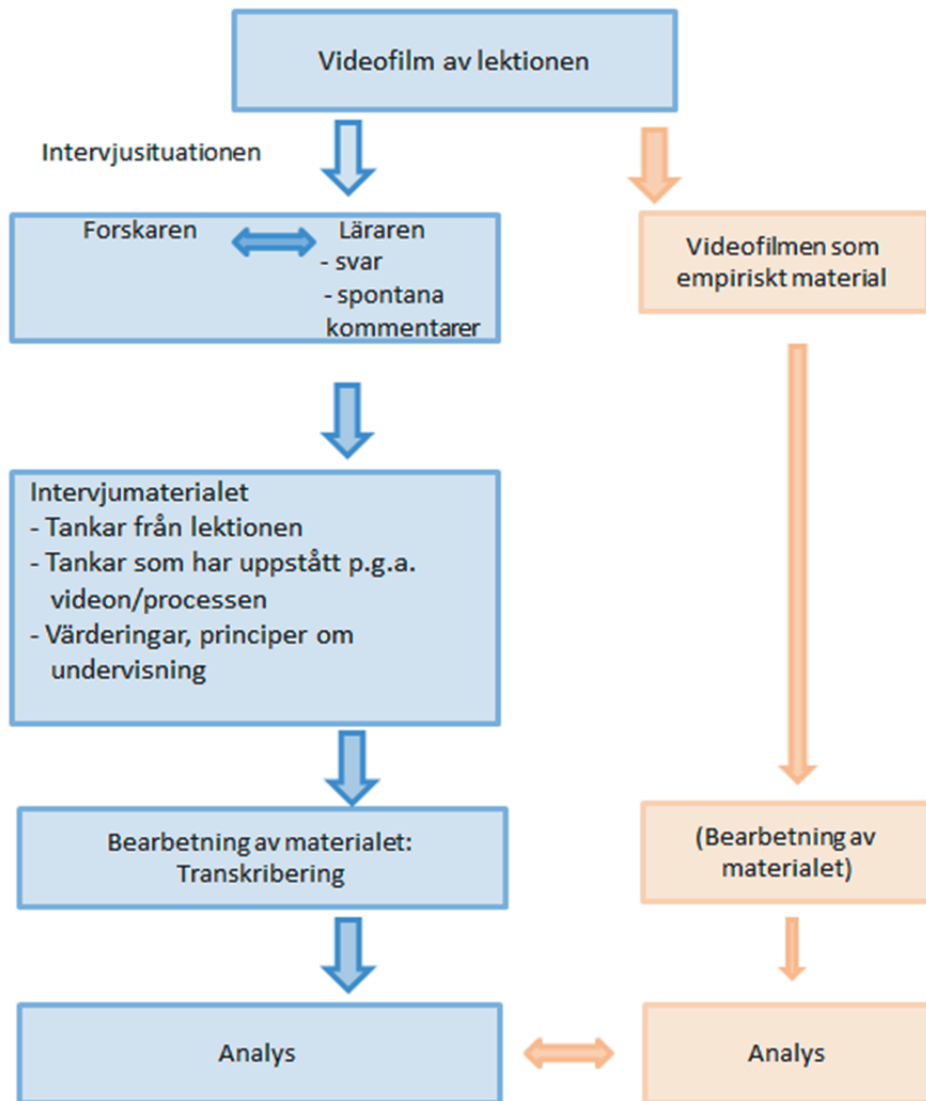 Videofilm av lektionen
Intervjusituationen
Forskaren
Läraren
- svar
- spontana
kommentarer
Videofilmen som
empiriskt material
Intervjumaterialet
- Tankar från lektionen
- Tankar som har uppstått p.g.a.
videon/processen
- Värderingar, principer om
undervisning
Bearbetning av materialet:
Transkribering
(Bearbetning av
materialet)
Analys
Analys